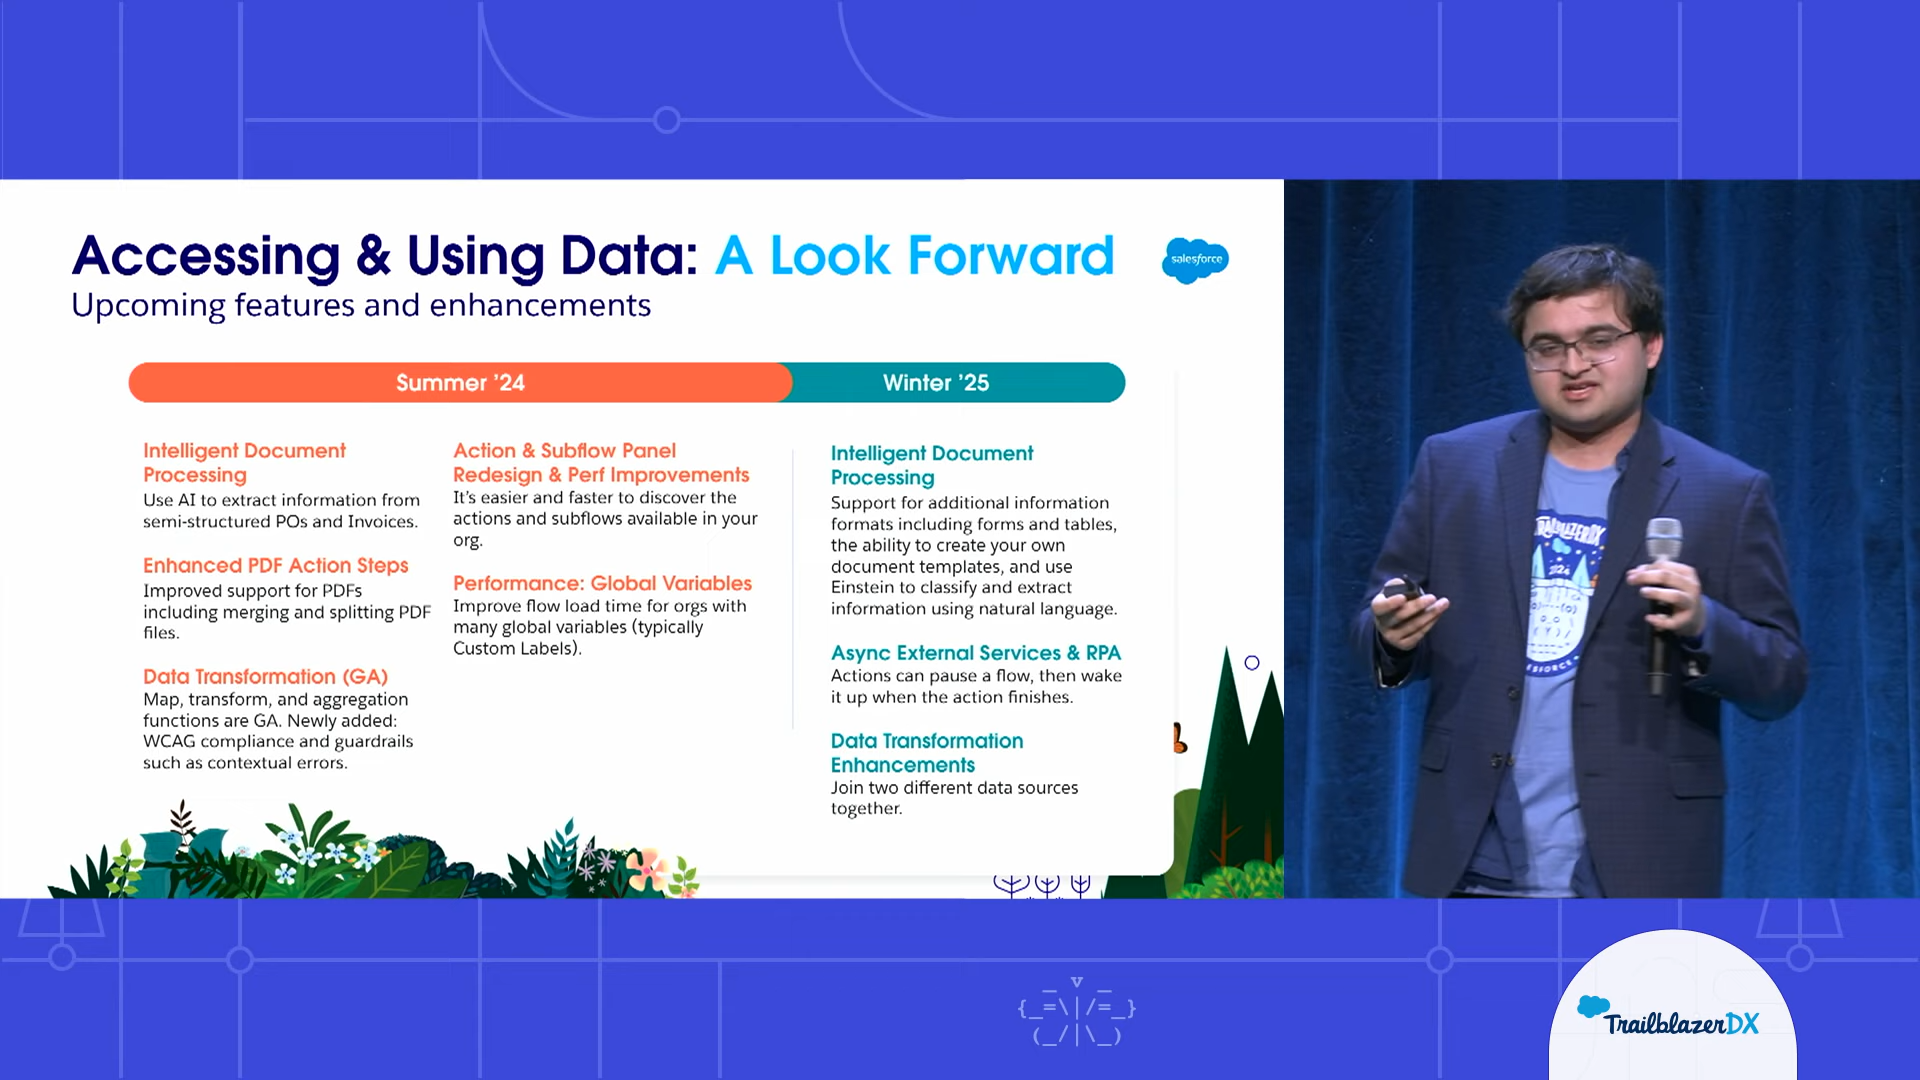 Accessing & Using Data: A Look Forward
salesforce
Upcoming features and enhancements
Summer ’24
Winter ’25
Intelligent Document
Processing
Use AI to extract information from
semi-structured POs and Invoices.
Enhanced PDF Action Steps
Improved support for PDFs
including merging and splitting PDF
files.
Data Transformation (GA)
Map, transform, and aggregation
functions are GA. Newly added:
WCAG compliance and guardrails
such as contextual errors.
Action & Subflow Panel
Redesign & Perf Improvements
It’s easier and faster to discover the
actions and subflows available in your
org.
Performance: Global Variables
Improve flow load time for orgs with
many global variables (typically
Custom Labels).
Intelligent Document
Processing
Support for additional information
formats including forms and tables,
the ability to create your own
document templates, and use
Einstein to classify and extract
information using natural language.
Async External Services & RPA
Actions can pause a flow, then wake
it up when the action finishes.
Data Transformation
Enhancements
Join two different data sources
together.
TRAILBLAZERDX
2024
TrailblazerDX